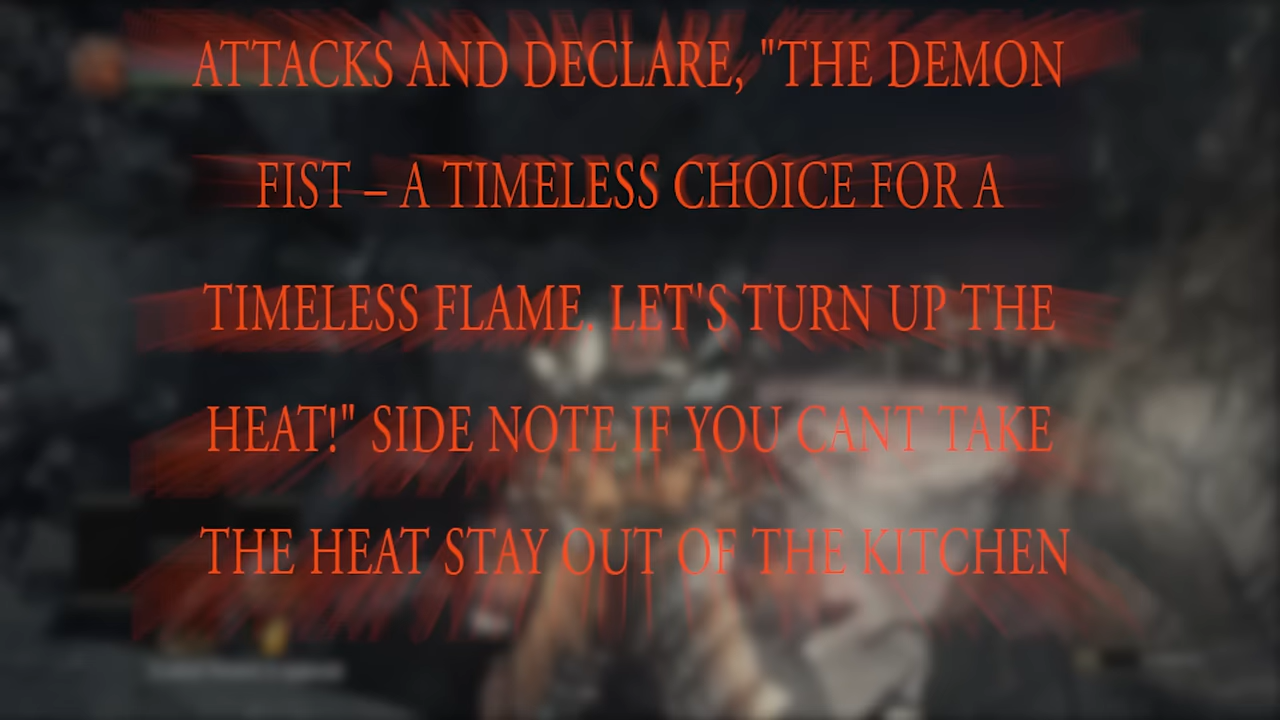 ATTACKS AND DECLARE, "THE DEMON
FIST – A TIMELESS CHOICE FOR A
TIMELESS FLAME. LET'S TURN UP THE
HEAT!" SIDE NOTE IF YOU CANT TAKE
THE HEAT STAY OUT OF THE KITCHEN